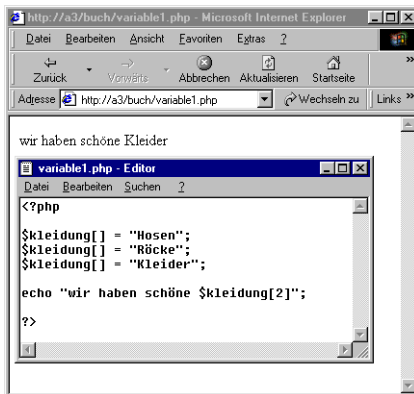 http://a3/buch/variable1.php - Microsoft Internet Explorer
Datei Bearbeiten Ansicht Favoriten Extras ?
Zurück Vorwärts Abbrechen Aktualisieren Startseite »
Adresse http://a3/buch/variable1.php Wechseln zu Links »
wir haben schöne Kleider
variable1.php - Editor
Datei Bearbeiten Suchen ?
<?php
$kleidung[] = "Hosen";
$kleidung[] = "Röcke";
$kleidung[] = "Kleider";
echo "wir haben schöne $kleidung[2]";
?>